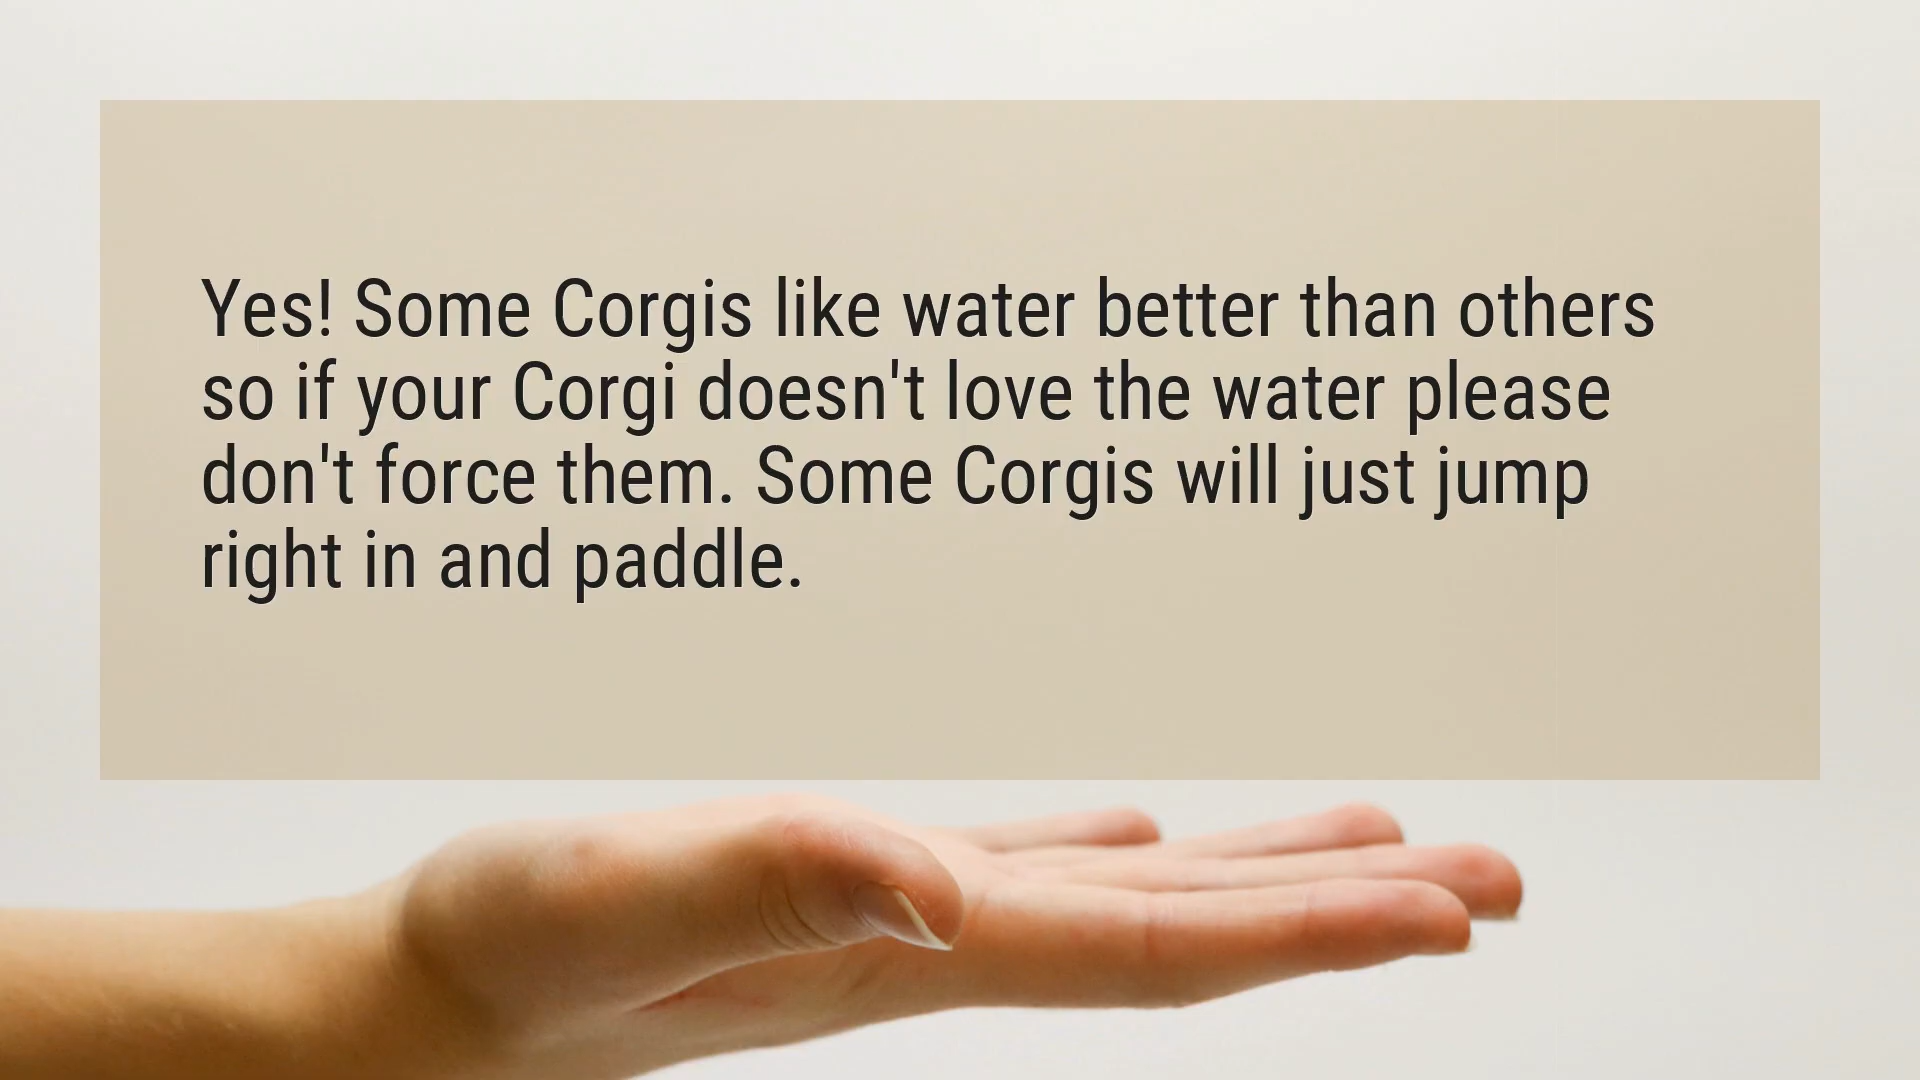 Yes! Some Corgis like water better than others
so if your Corgi doesn't love the water please
don't force them. Some Corgis will just jump
right in and paddle.